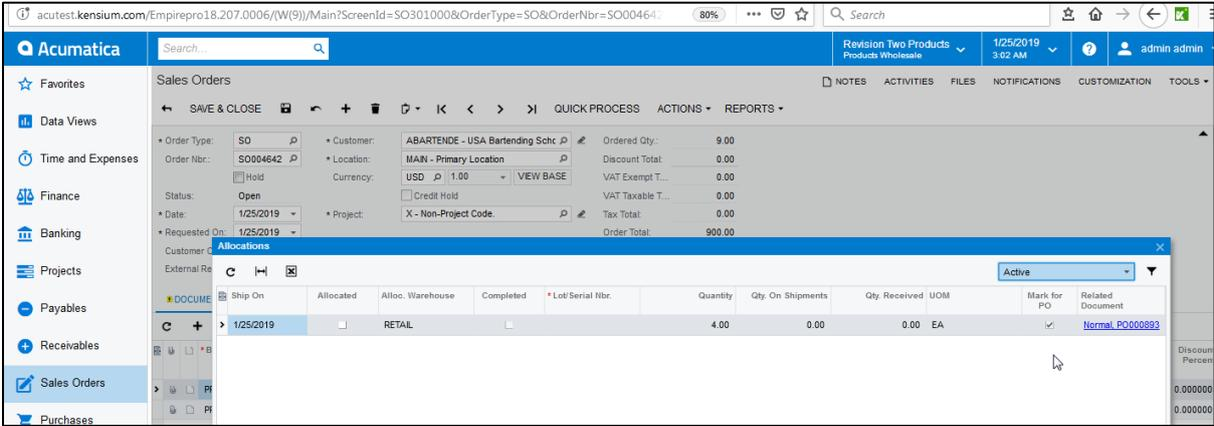 acutest.kensium.com/Empirepro18.207.0006/(W(9))/Main?ScreenId=SO301000&OrderType=SO&OrderNbr=SO004642 80% Search
Acumatica Search... Revision Two Products Products Wholesale 1/25/2019 3:02 AM ? admin admin
Favorites Sales Orders NOTES ACTIVITIES FILES NOTIFICATIONS CUSTOMIZATION TOOLS
SAVE & CLOSE QUICK PROCESS ACTIONS REPORTS
Data Views
* Order Type: SO * Customer: ABARTENDE - USA Bartending Schc Ordered Qty.: 9.00
Time and Expenses Order Nbr.: SO004642 * Location: MAIN - Primary Location Discount Total: 0.00
Hold Currency: USD 1.00 VIEW BASE VAT Exempt T... 0.00
Finance Status: Open Credit Hold VAT Taxable T... 0.00
* Date: 1/25/2019 * Project: X - Non-Project Code. Tax Total: 0.00
Banking * Requested On: 1/25/2019 Order Total: 900.00
Customer O Allocations
Projects External Re Active
Payables DOCUME Ship On Allocated Alloc. Warehouse Completed * Lot/Serial Nbr. Quantity Qty. On Shipments Qty. Received UOM Mark for PO Related Document
1/25/2019 RETAIL 4.00 0.00 0.00 EA Normal, PO000893
Receivables * B Discount Percen
Sales Orders PR 0.000000
Purchases PR 0.000000